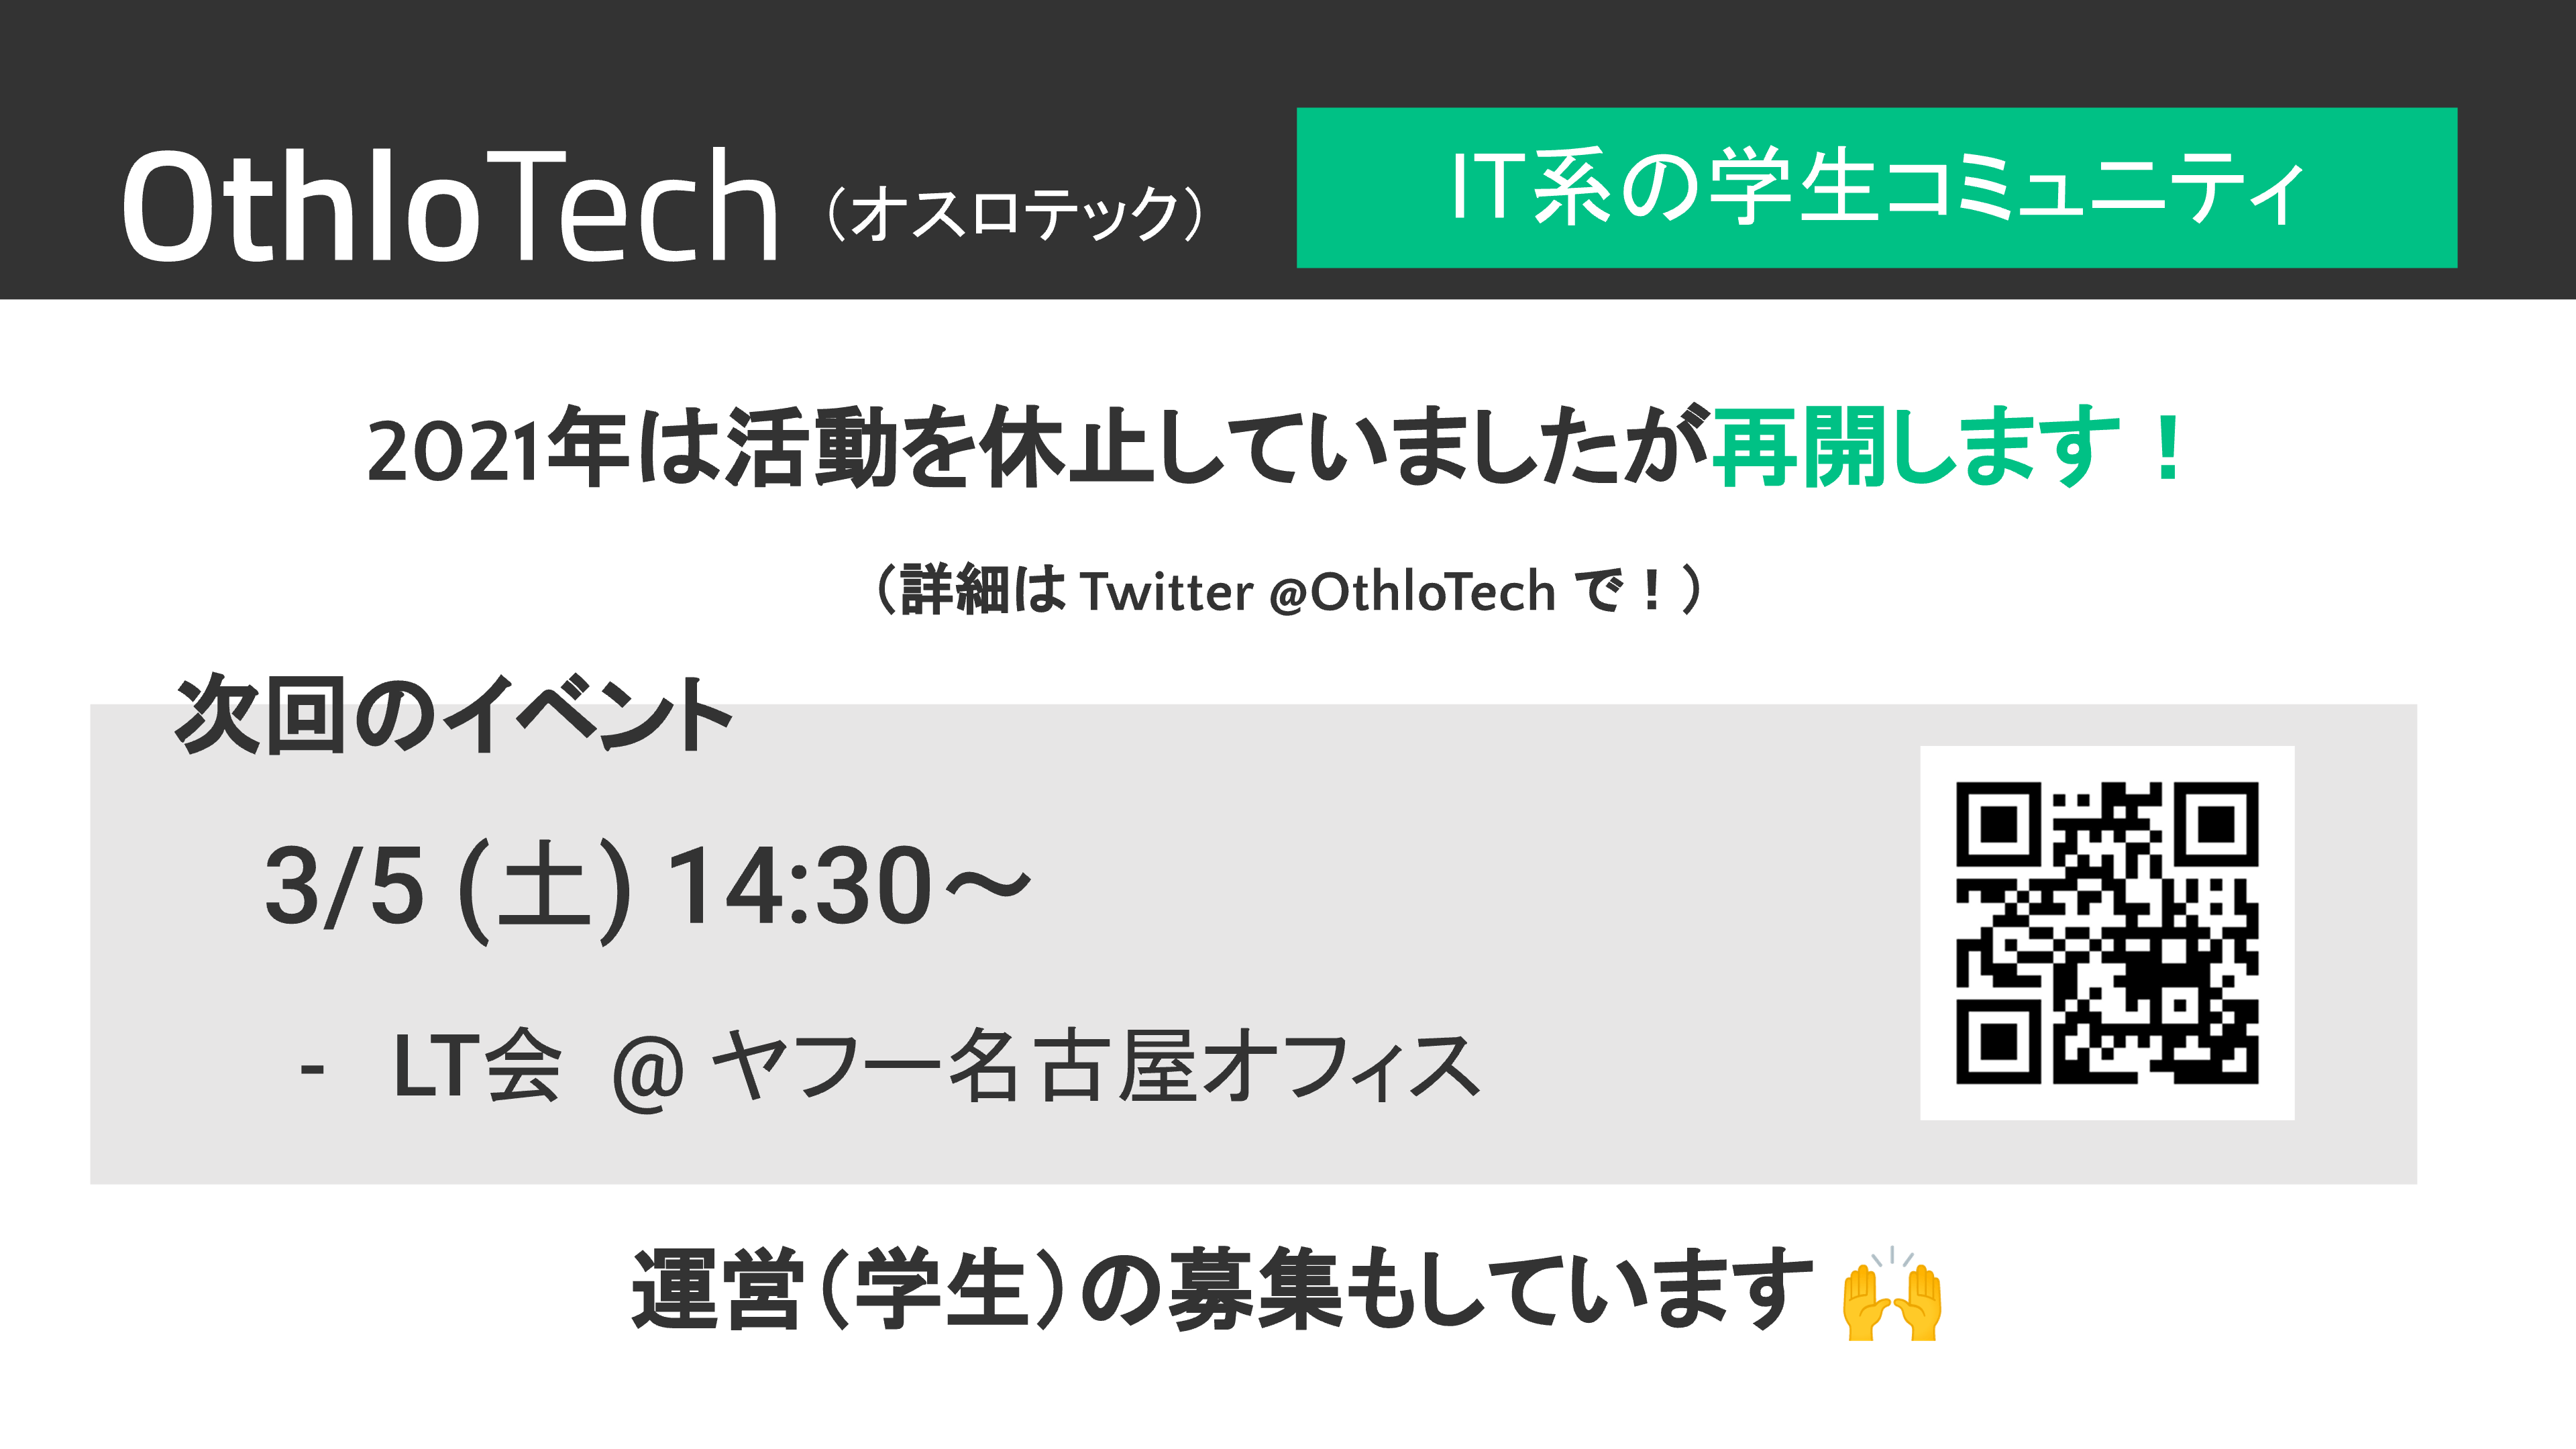 OthloTech（オスロテック）
IT系の学生コミュニティ
2021年は活動を休止していましたが再開します！
（詳細は Twitter @OthloTech で！）
次回のイベント
3/5 (土) 14:30〜
- LT会 @ ヤフー名古屋オフィス
運営（学生）の募集もしています 🙌